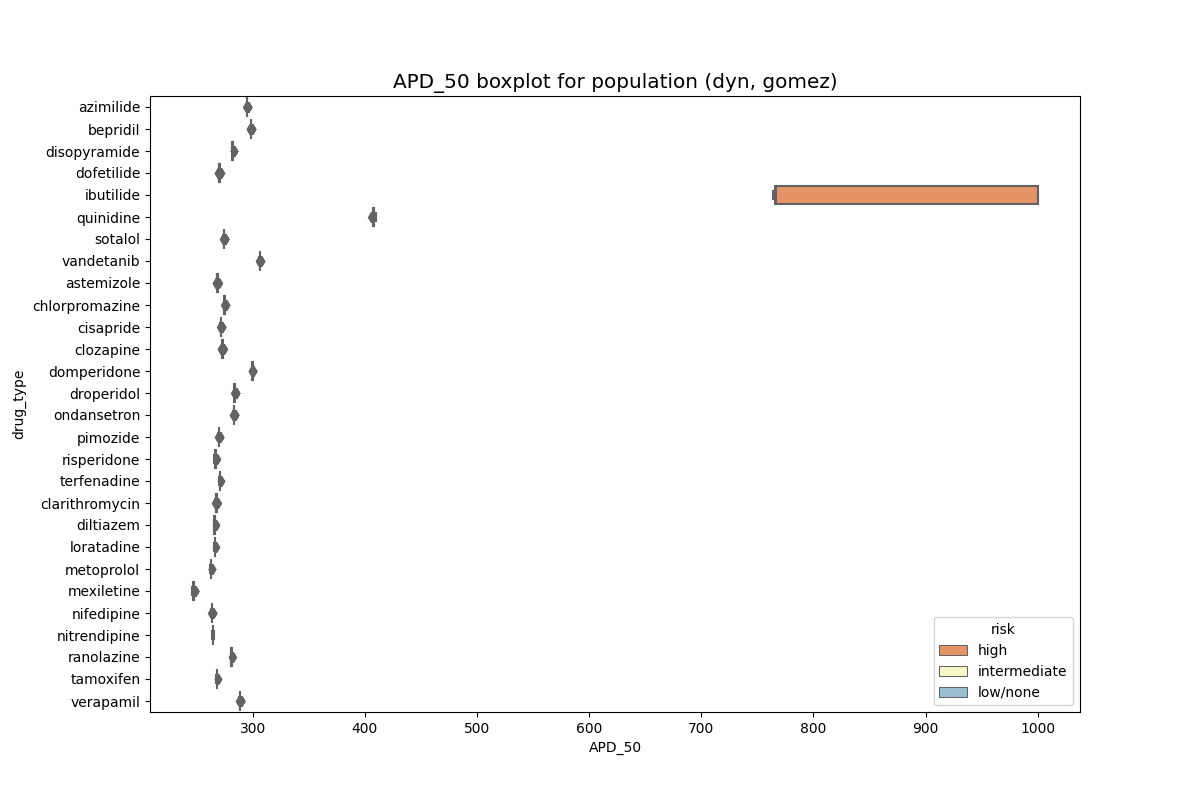 APD_50 boxplot for population (dyn, gomez)
azimilide
bepridil
disopyramide
dofetilide
ibutilide
quinidine
sotalol
vandetanib
astemizole
chlorpromazine
cisapride
clozapine
domperidone
droperidol
ondansetron
pimozide
risperidone
terfenadine
clarithromycin
diltiazem
loratadine
metoprolol
mexiletine
nifedipine
nitrendipine
ranolazine
tamoxifen
verapamil
drug_type
risk
high
intermediate
low/none
300 400 500 600 700 800 900 1000
APD_50